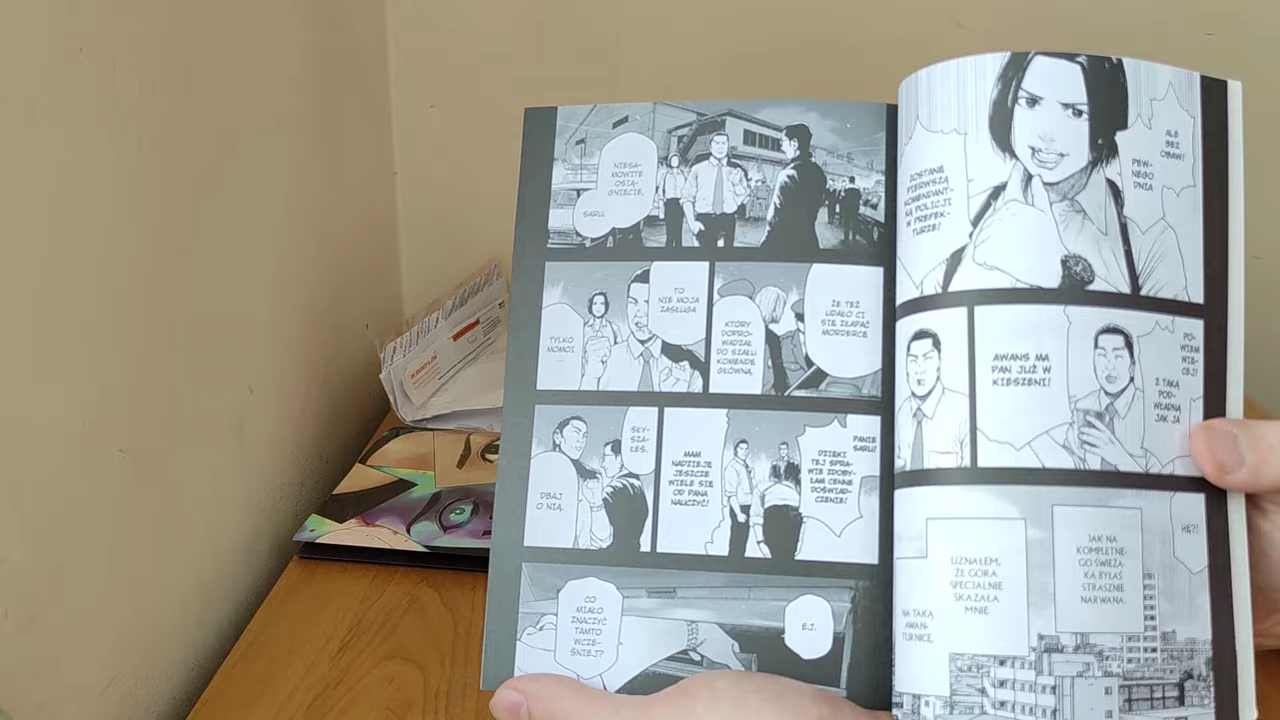 ALE
BEZ
OBAW!
PEW-
NEGO
DNIA
ZOSTANĘ
PIERWSZĄ
KOMENDANT-
KĄ POLICJI
W PREFEK-
TURZE!
PO-
WIEM
WIĘ-
CEJ!
Z TAKĄ
POD-
WŁADNĄ
JAK JA
AWANS MA
PAN JUŻ W
KIESZENI!
HĘ?!
JAK NA
KOMPLETNE-
GO ŚWIEŻA-
KA BYŁAŚ
STRASZNIE
NARWANA.
UZNAŁEM,
ŻE GÓRA
SPECJALNIE
SKAZAŁA
MNIE
NA TAKĄ
AWAN-
TURNICĘ.
NIESA-
MOWITE
OSIĄ-
GNIĘCIE,
SARU.
ŻE TEŻ
UDAŁO CI
SIĘ ZŁAPAĆ
MORDERCĘ
KTÓRY
DOPRO-
WADZAŁ
DO SZAŁU
KOMENDĘ
GŁÓWNĄ.
TO
NIE MOJA
ZASŁUGA
TYLKO
MOMOI
...
PANIE
SARU!
DZIĘKI
TEJ SPRA-
WIE ZDOBY-
ŁAM CENNE
DOŚWIAD-
CZENIE!
MAM
NADZIEJĘ
JESZCZE
WIELE SIĘ
OD PANA
NAUCZYĆ!
SŁY-
SZA-
ŁEŚ.
DBAJ
O NIĄ.
EJ.
CO
MIAŁO
ZNACZYĆ
TAMTO
WCZE-
ŚNIEJ?